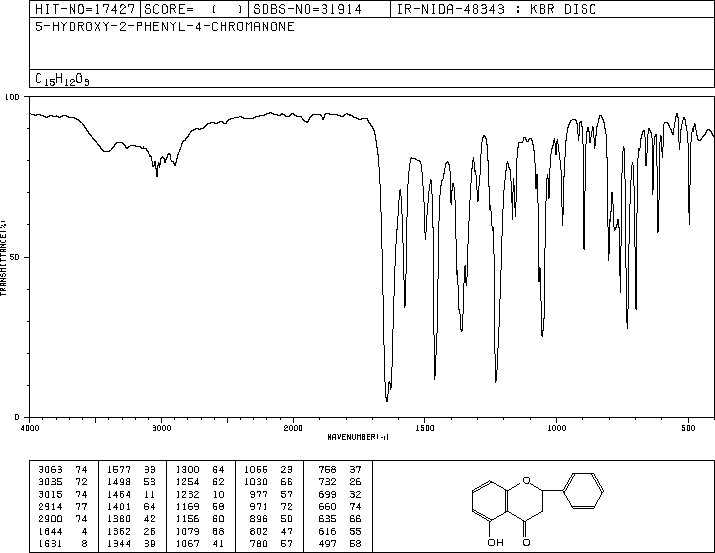 HIT-NO=17427 SCORE= ( ) SDBS-NO=31914 IR-NIDA-48343 : KBR DISC
5-HYDROXY-2-PHENYL-4-CHROMANONE
C15H12O3
100
50
0
TRANSMITTANCE(%)
4000 3000 2000 1500 1000 500
WAVENUMBER(-1)
3063 74 1577 33 1300 64 1066 23 758 37
3035 72 1498 53 1254 62 1030 66 732 26
3015 74 1464 11 1232 10 977 57 699 32
2914 77 1401 64 1169 58 971 72 660 74
2900 74 1380 42 1156 60 896 50 635 66
1644 4 1362 26 1079 68 802 47 616 55
1631 8 1344 39 1067 41 780 57 497 58
O
OH O